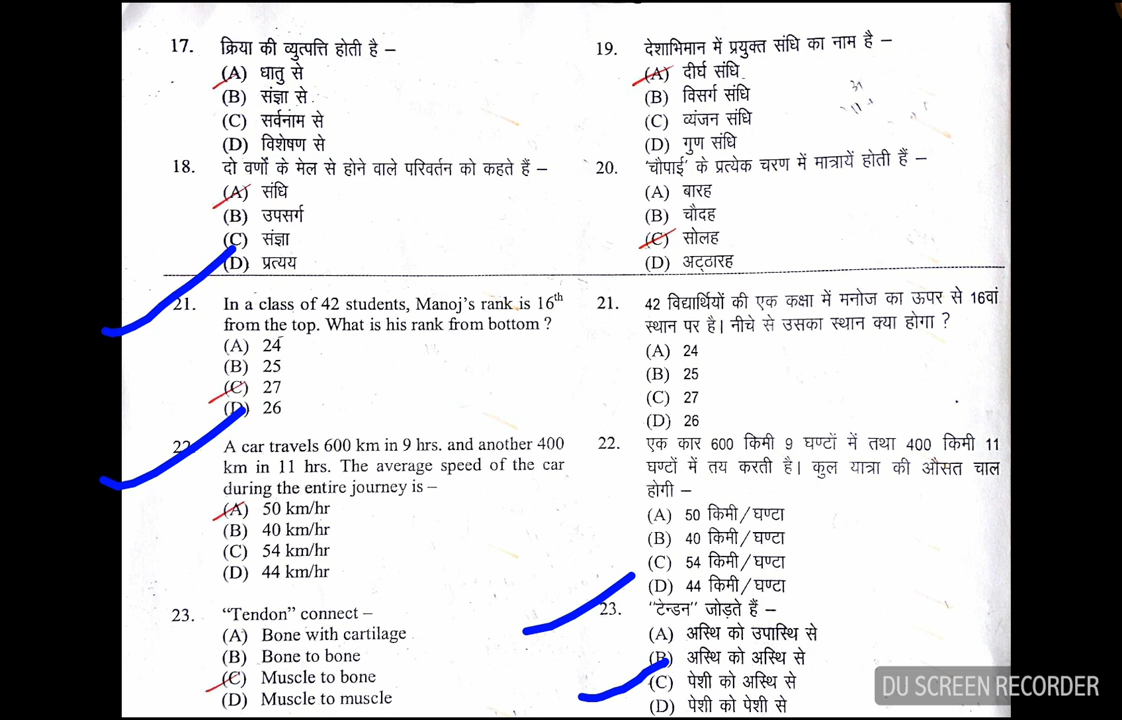 17. क्रिया की व्युत्पत्ति होती है –
(A) धातु से
(B) संज्ञा से
(C) सर्वनाम से
(D) विशेषण से
18. दो वर्णो के मेल से होने वाले परिवर्तन को कहते हैं –
(A) संधि
(B) उपसर्ग
(C) संज्ञा
(D) प्रत्यय
19. देशाभिमान में प्रयुक्त संधि का नाम है –
(A) दीर्घ संधि
(B) विसर्ग संधि
(C) व्यंजन संधि
(D) गुण संधि
20. ‘चौपाई’ के प्रत्येक चरण में मात्रायें होती हैं –
(A) बारह
(B) चौदह
(C) सोलह
(D) अट्ठारह
21. In a class of 42 students, Manoj’s rank is 16th
from the top. What is his rank from bottom ?
(A) 24
(B) 25
(C) 27
(D) 26
22. A car travels 600 km in 9 hrs. and another 400
km in 11 hrs. The average speed of the car
during the entire journey is –
(A) 50 km/hr
(B) 40 km/hr
(C) 54 km/hr
(D) 44 km/hr
23. “Tendon” connect –
(A) Bone with cartilage
(B) Bone to bone
(C) Muscle to bone
(D) Muscle to muscle
21. 42 विद्यार्थियों की एक कक्षा में मनोज का ऊपर से 16वां
स्थान पर है। नीचे से उसका स्थान क्या होगा ?
(A) 24
(B) 25
(C) 27
(D) 26
22. एक कार 600 किमी 9 घण्टों में तथा 400 किमी 11
घण्टों में तय करती है। कुल यात्रा की औसत चाल
होगी –
(A) 50 किमी/घण्टा
(B) 40 किमी/घण्टा
(C) 54 किमी/घण्टा
(D) 44 किमी/घण्टा
23. “टेन्डन” जोड़ते हैं –
(A) अस्थि को उपास्थि से
(B) अस्थि को अस्थि से
(C) पेशी को अस्थि से
(D) पेशी को पेशी से
DU SCREEN RECORDER